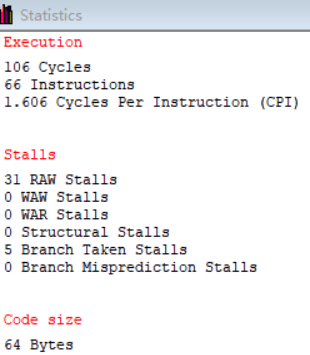 Statistics
Execution
106 Cycles
66 Instructions
1.606 Cycles Per Instruction (CPI)
Stalls
31 RAW Stalls
0 WAW Stalls
0 WAR Stalls
0 Structural Stalls
5 Branch Taken Stalls
0 Branch Misprediction Stalls
Code size
64 Bytes